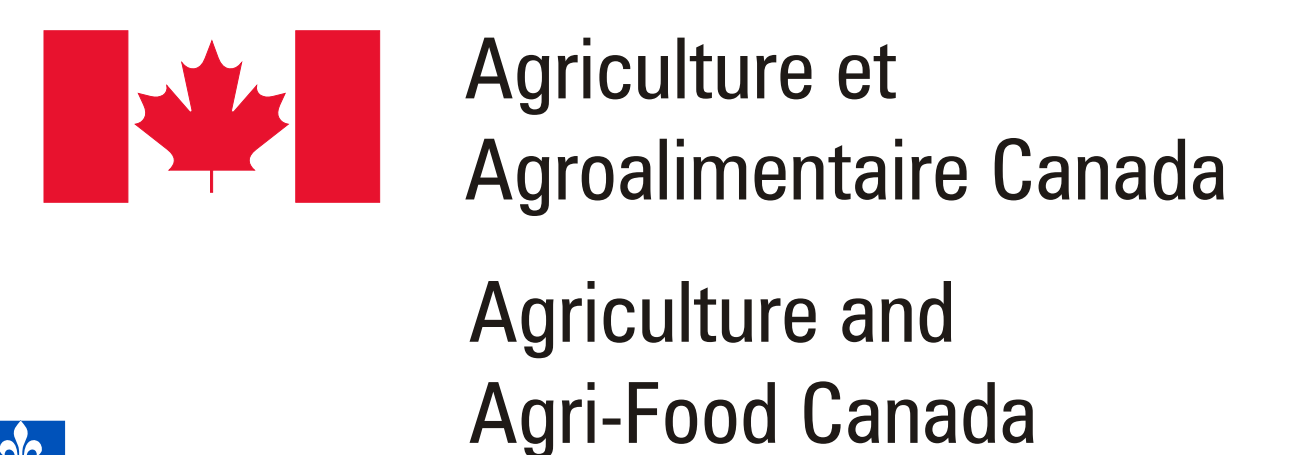 Agriculture et
Agroalimentaire Canada
Agriculture and
Agri-Food Canada